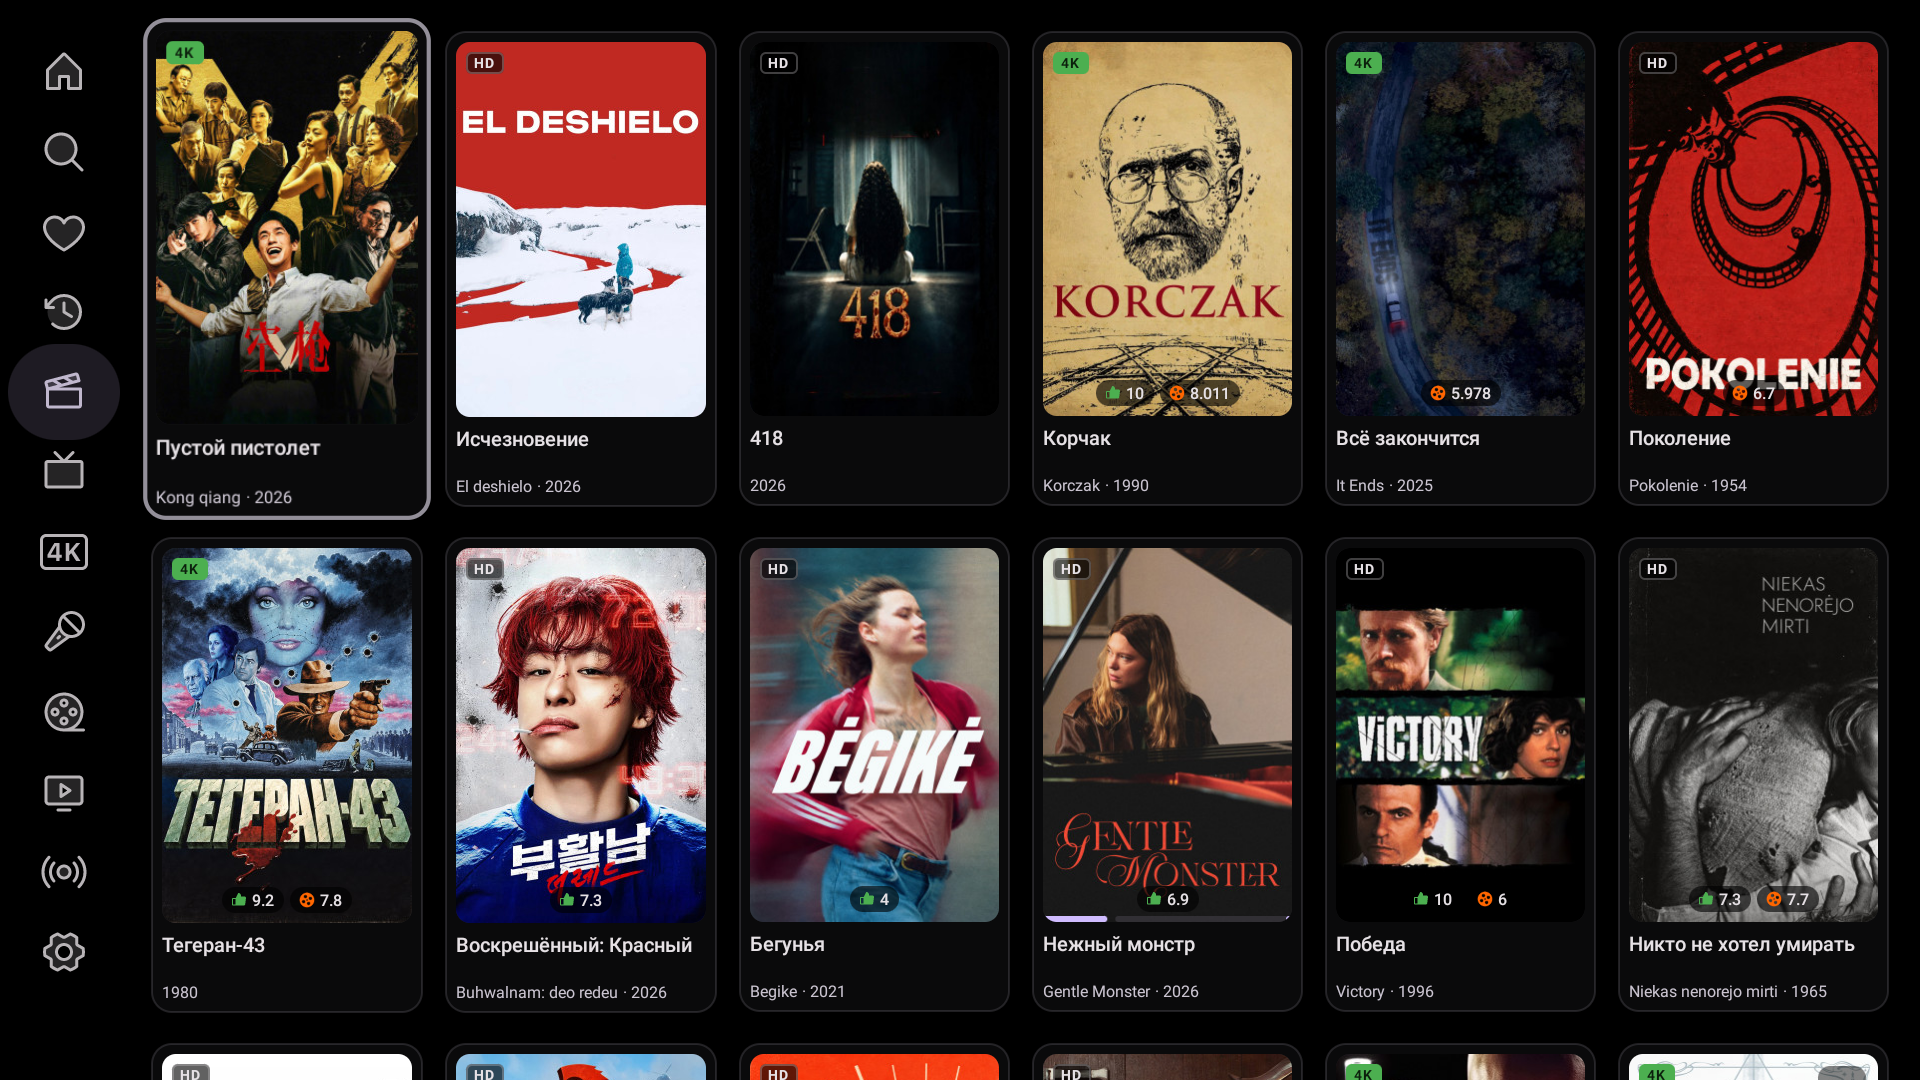 4K
空枪
Пустой пистолет
Kong qiang · 2026
HD
EL DESHIELO
Исчезновение
El deshielo · 2026
HD
418
418
2026
4K
KORCZAK
10
8.011
Корчак
Korczak · 1990
4K
IT ENDS
5.978
Всё закончится
It Ends · 2025
HD
POKOLENIE
6.7
Поколение
Pokolenie · 1954
4K
4K
ТЕГЕРАН-43
9.2
7.8
Тегеран-43
1980
HD
부활남
더 레드
7.3
Воскрешённый: Красный
Buhwalnam: deo redeu · 2026
HD
BĖGIKĖ
4
Бегунья
Begike · 2021
HD
GENTLE
MONSTER
6.9
Нежный монстр
Gentle Monster · 2026
HD
VICTORY
10
6
Победа
Victory · 1996
HD
NIEKAS
NENORĖJO
MIRTI
7.3
7.7
Никто не хотел умирать
Niekas nenorejo mirti · 1965
HD
HD
HD
HD
4K
4K